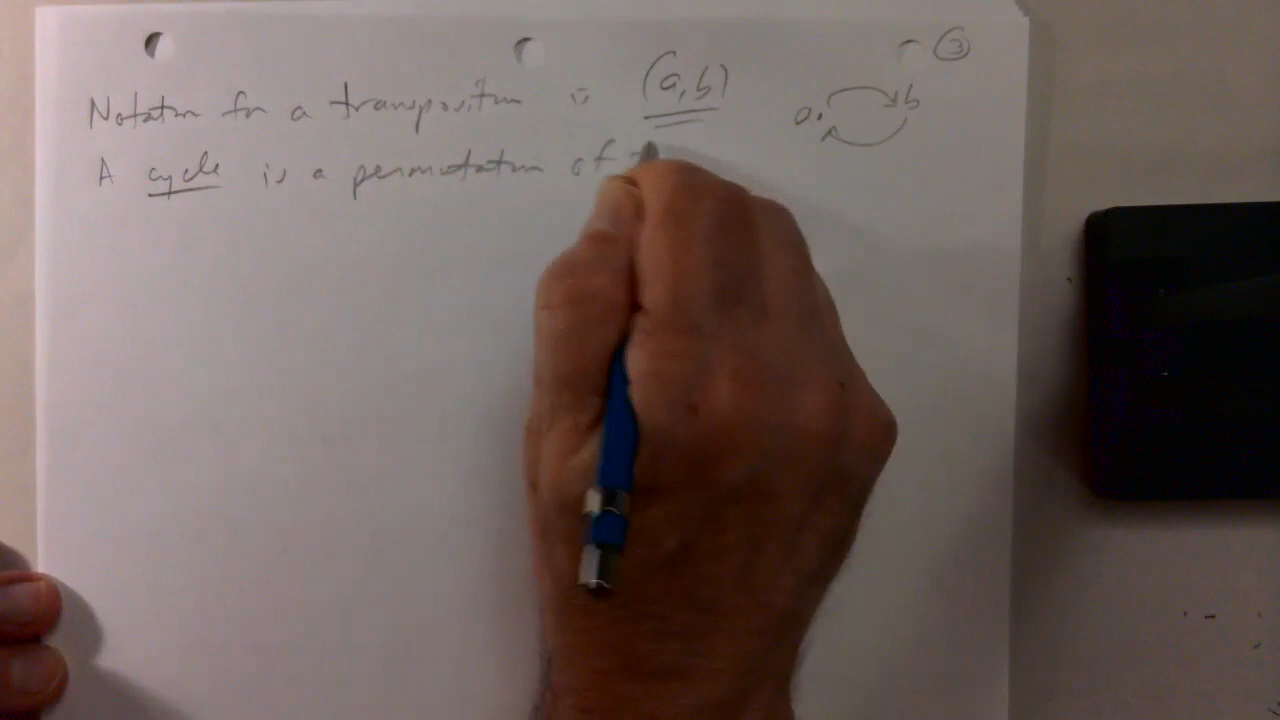 ③
Notation for a transposition is (a,b) a. b
A cycle is a permutation of